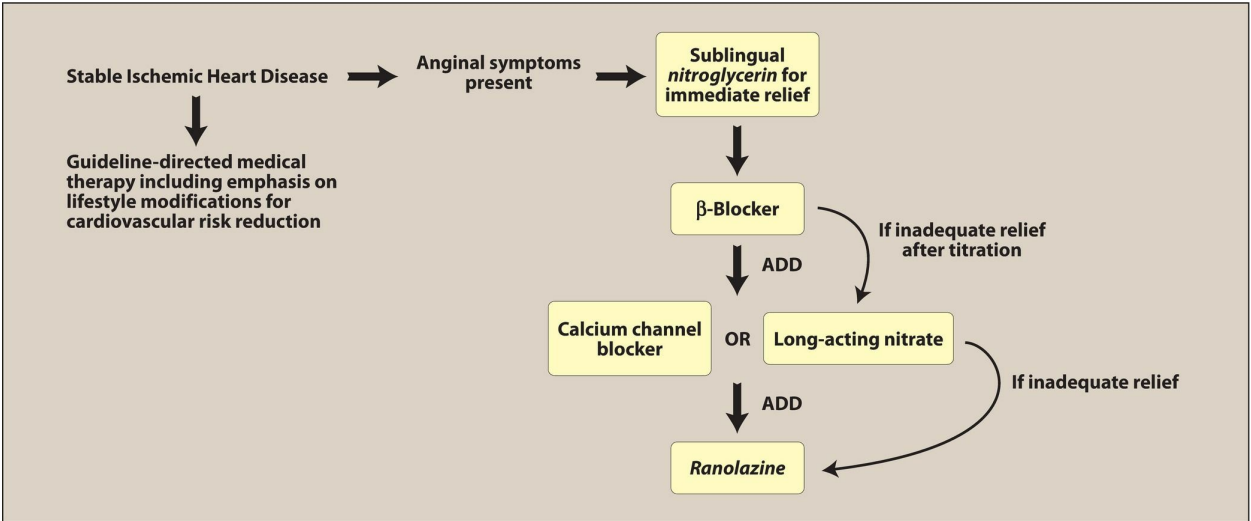 Stable Ischemic Heart Disease
Anginal symptoms
present
Sublingual
nitroglycerin for
immediate relief
Guideline-directed medical
therapy including emphasis on
lifestyle modifications for
cardiovascular risk reduction
β-Blocker
If inadequate relief
after titration
ADD
Calcium channel
blocker
OR
Long-acting nitrate
If inadequate relief
ADD
Ranolazine